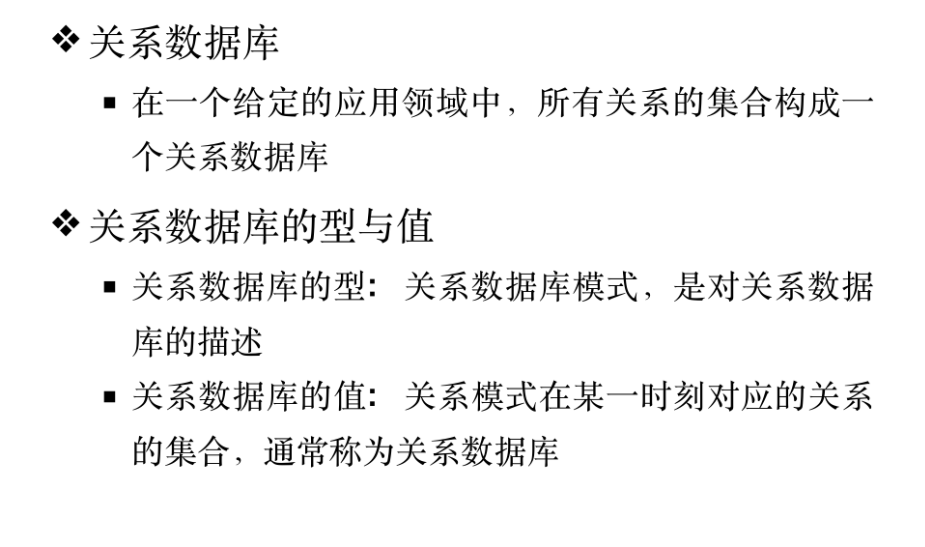 ❖ 关系数据库
▪ 在一个给定的应用领域中，所有关系的集合构成一
个关系数据库
❖ 关系数据库的型与值
▪ 关系数据库的型： 关系数据库模式，是对关系数据
库的描述
▪ 关系数据库的值： 关系模式在某一时刻对应的关系
的集合，通常称为关系数据库